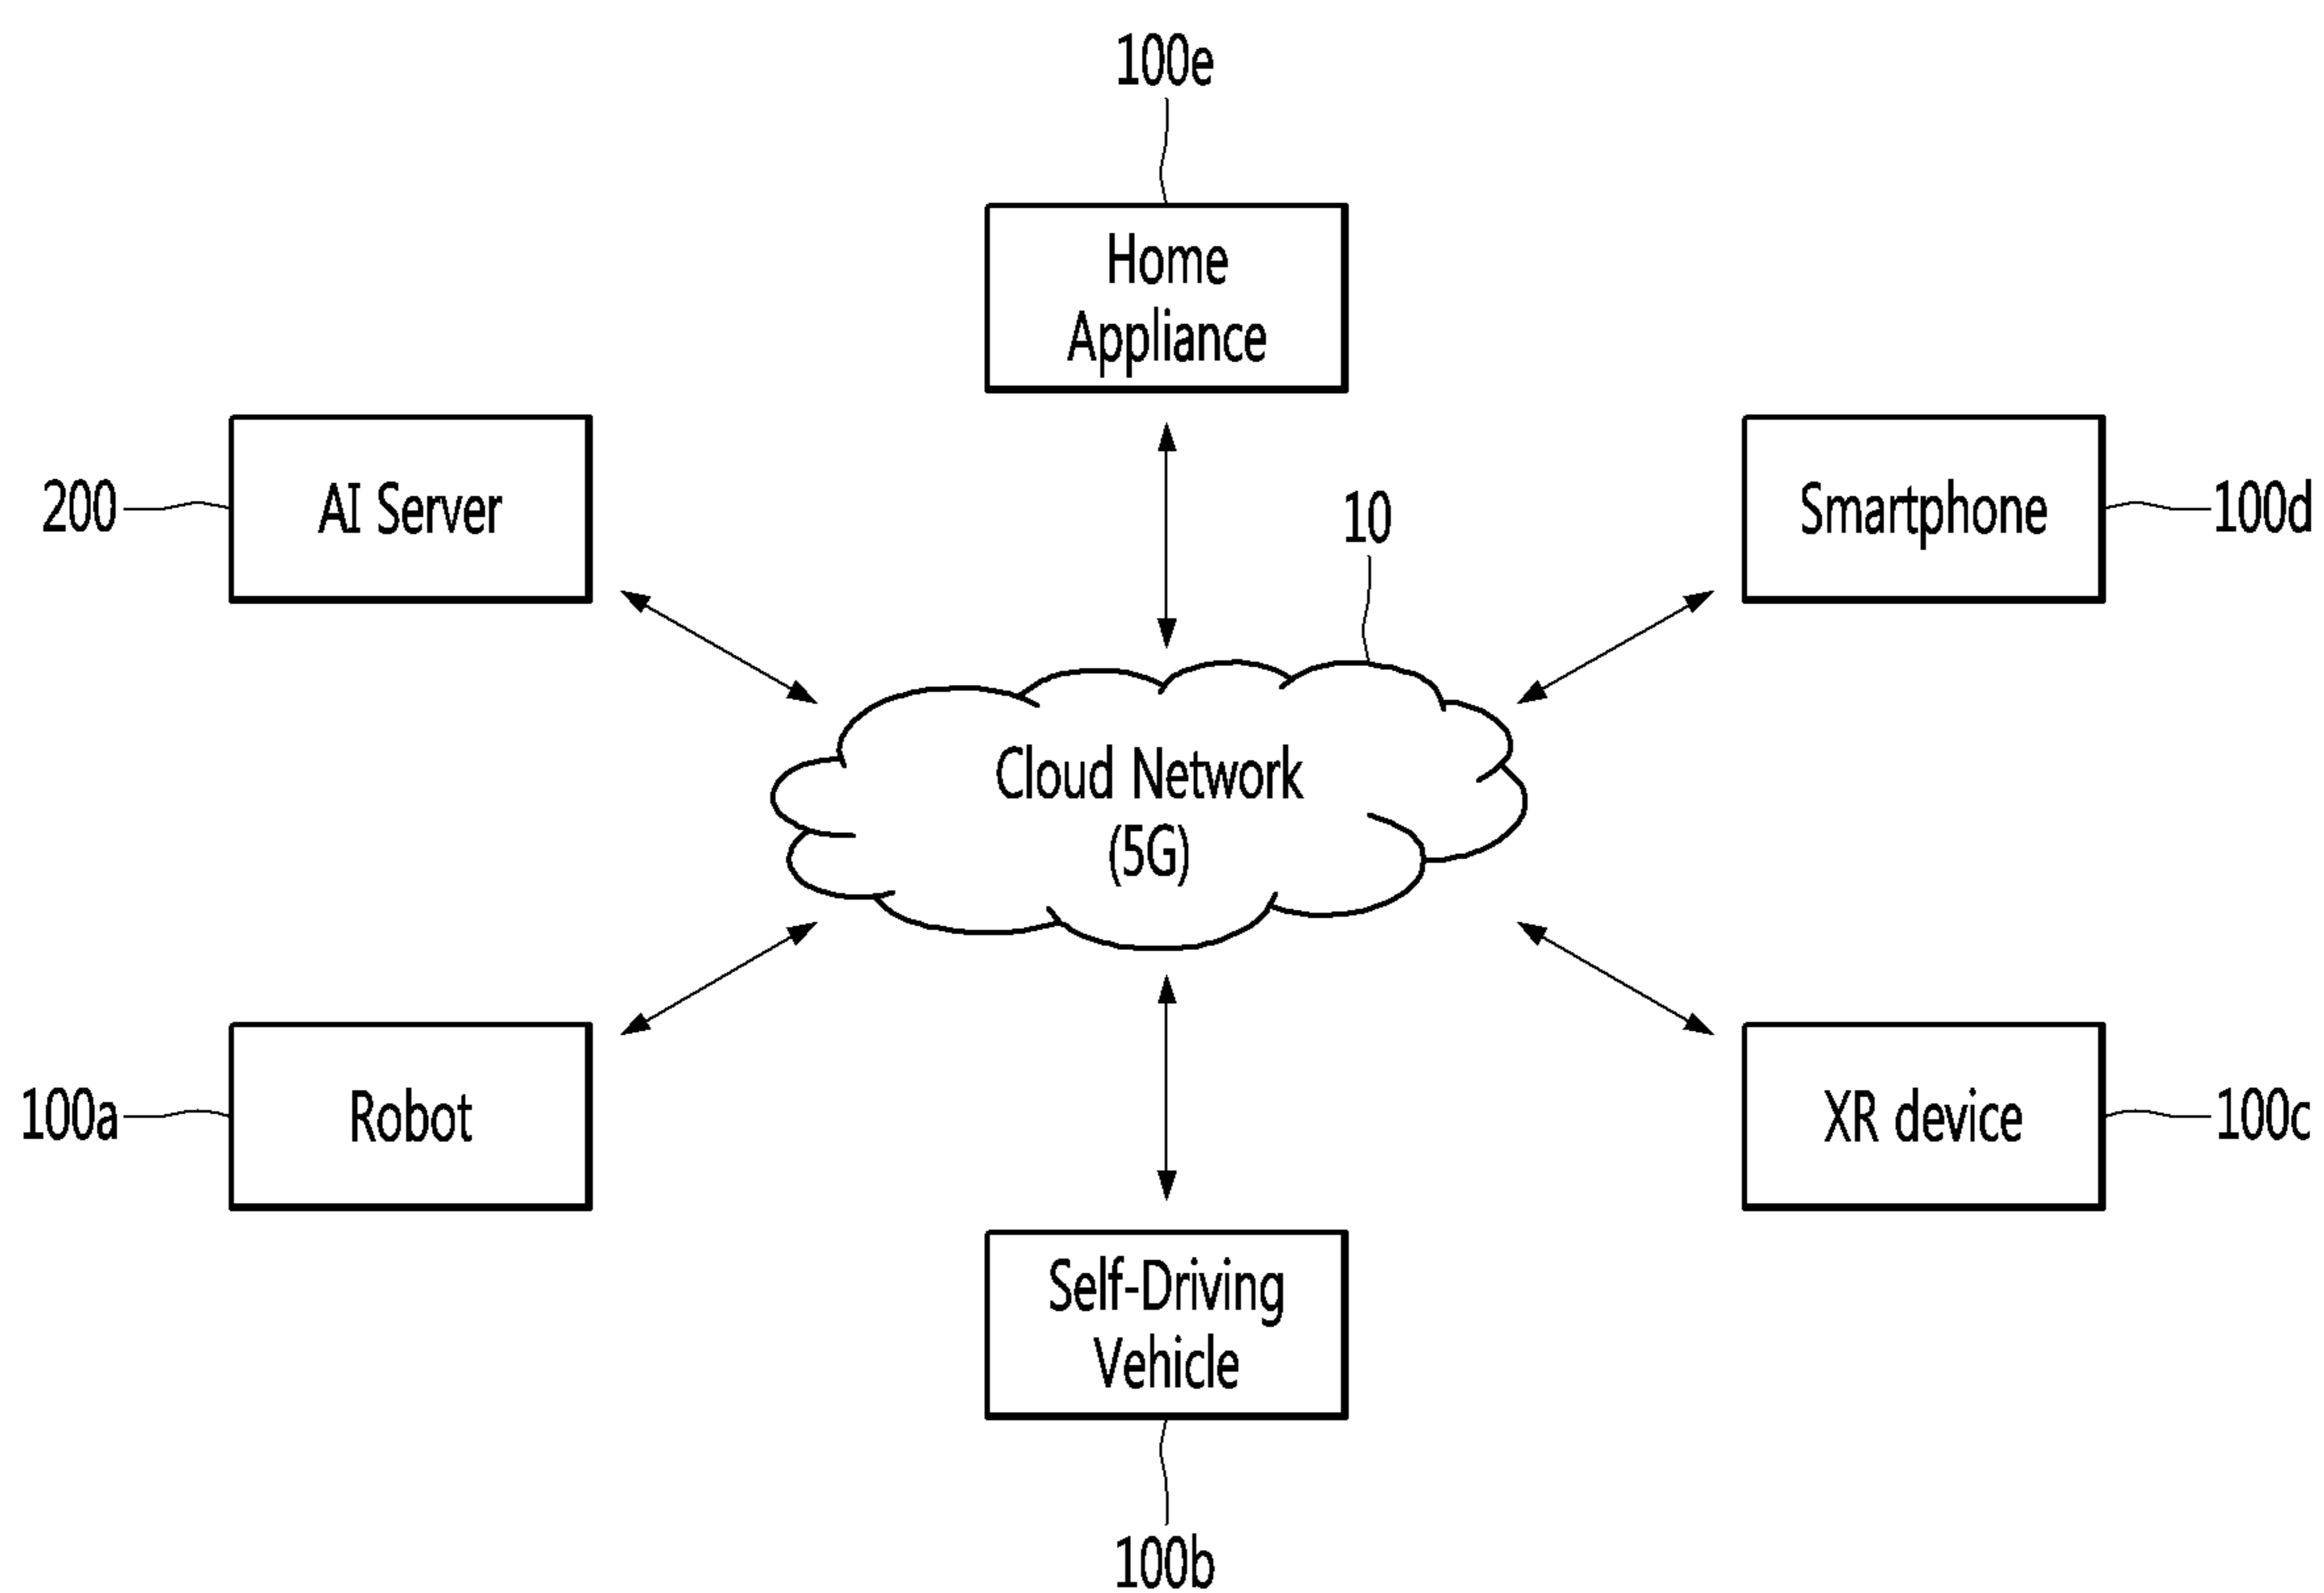 100e
Home
Appliance
200
AI Server
10
Smartphone
100d
Cloud Network
(5G)
100a
Robot
XR device
100c
Self-Driving
Vehicle
100b